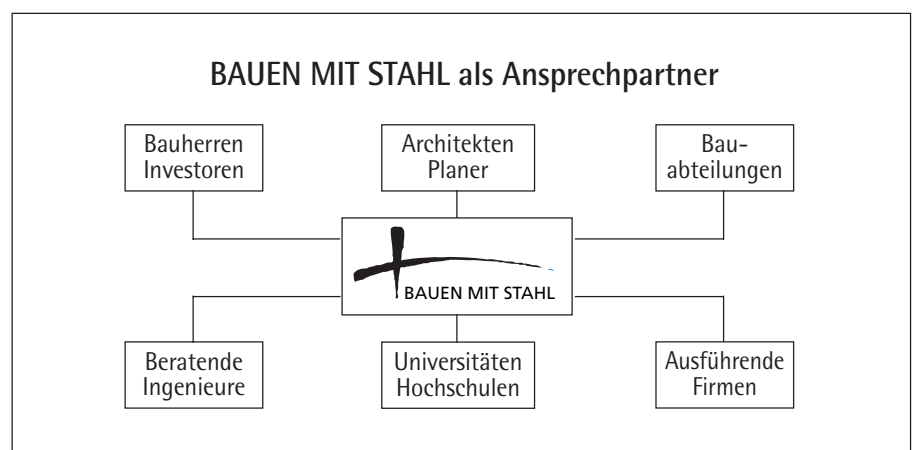 BAUEN MIT STAHL als Ansprechpartner
Bauherren
Investoren
Architekten
Planer
Bau-
abteilungen
BAUEN MIT STAHL
Beratende
Ingenieure
Universitäten
Hochschulen
Ausführende
Firmen